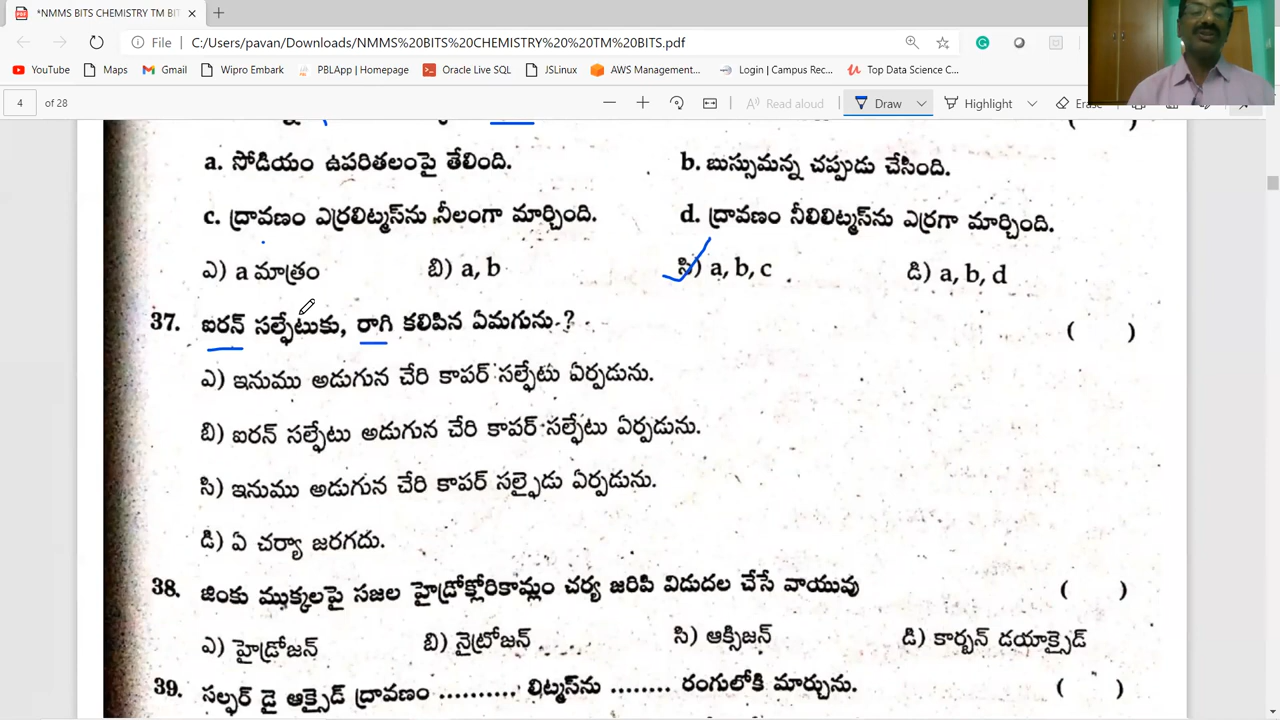 *NMMS BITS CHEMISTRY TM BIT
File C:/Users/pavan/Downloads/NMMS%20BITS%20CHEMISTRY%20%20TM%20BITS.pdf
YouTube Maps Gmail Wipro Embark PBLApp | Homepage Oracle Live SQL JSLinux AWS Management... Login | Campus Rec... Top Data Science C...
4 of 28 Read aloud Draw Highlight Erase
a. సోడియం ఉపరితలంపై తేలింది. b. బుస్సుమన్న చప్పుడు చేసింది.
c. ద్రావణం ఎర్రలిట్మస్‌ను నీలంగా మార్చింది. d. ద్రావణం నీలిలిట్మస్‌ను ఎర్రగా మార్చింది.
ఎ) a మాత్రం బి) a, b సి) a, b, c డి) a, b, d
37. ఐరన్ సల్ఫేటుకు, రాగి కలిపిన ఏమగును ? ( )
ఎ) ఇనుము అడుగున చేరి కాపర్ సల్ఫేటు ఏర్పడును.
బి) ఐరన్ సల్ఫేటు అడుగున చేరి కాపర్ సల్ఫేటు ఏర్పడును.
సి) ఇనుము అడుగున చేరి కాపర్ సల్ఫైడు ఏర్పడును.
డి) ఏ చర్యా జరగదు.
38. జింకు ముక్కలపై సజల హైడ్రోక్లోరికామ్లం చర్య జరిపి విడుదల చేసే వాయువు ( )
ఎ) హైడ్రోజన్ బి) నైట్రోజన్ సి) ఆక్సిజన్ డి) కార్బన్ డయాక్సైడ్
39. సల్ఫర్ డై ఆక్సైడ్ ద్రావణం .......... లిట్మస్‌ను ........ రంగులోకి మార్చును. ( )